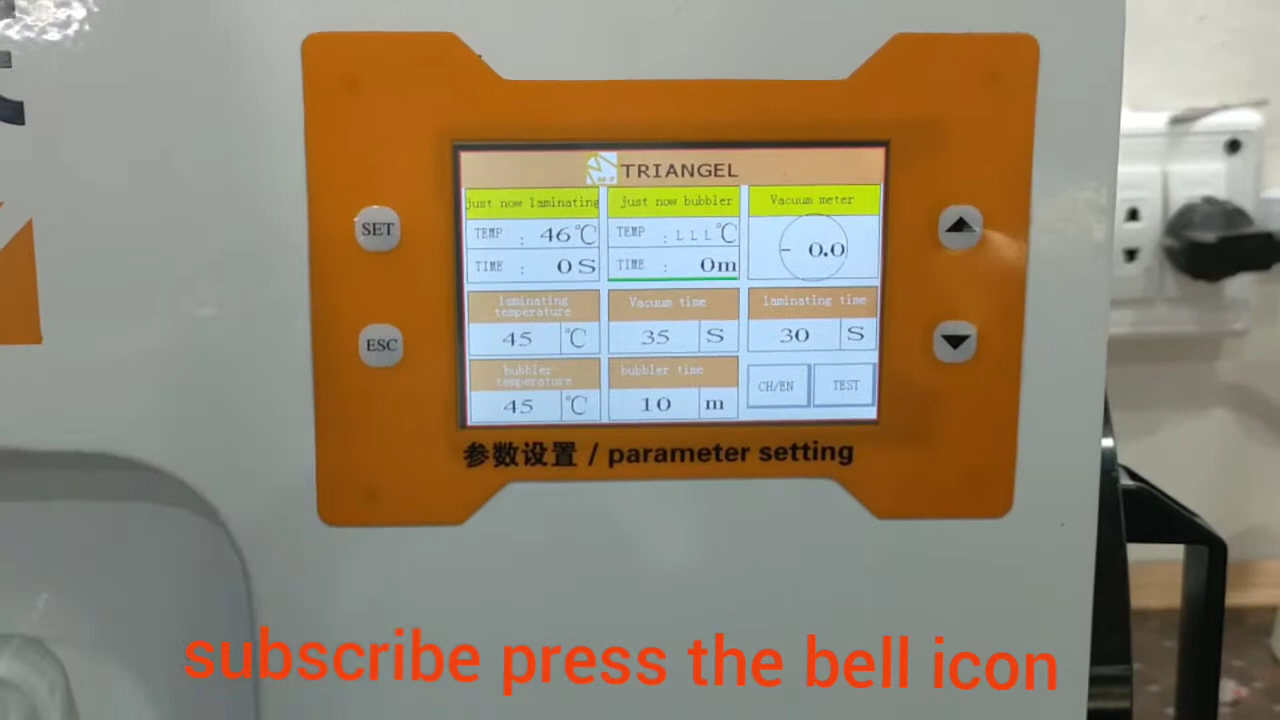 TRIANGEL
just now laminating
just now bubbler
Vacuum meter
TEMP : 46℃
TEMP : LLL℃
- 0.0
TIME : 0S
TIME : 0m
laminating temperature
Vacuum time
laminating time
45 ℃
35 S
30 S
bubbler temperature
bubbler time
45 ℃
10 m
CH/EN
TEST
SET
ESC
参数设置 / parameter setting
subscribe press the bell icon